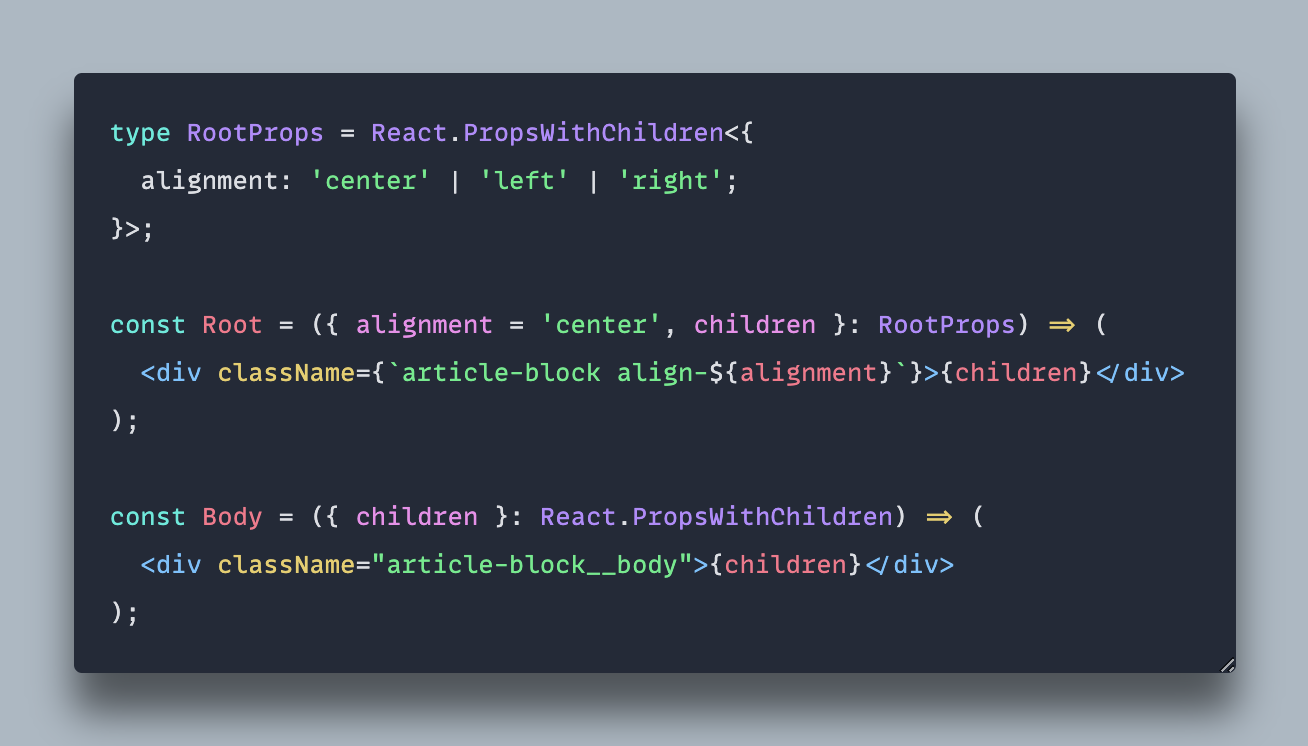 type RootProps = React.PropsWithChildren<{
  alignment: 'center' | 'left' | 'right';
}>;

const Root = ({ alignment = 'center', children }: RootProps) => (
  <div className={`article-block align-${alignment}`}>{children}</div>
);

const Body = ({ children }: React.PropsWithChildren) => (
  <div className="article-block__body">{children}</div>
);